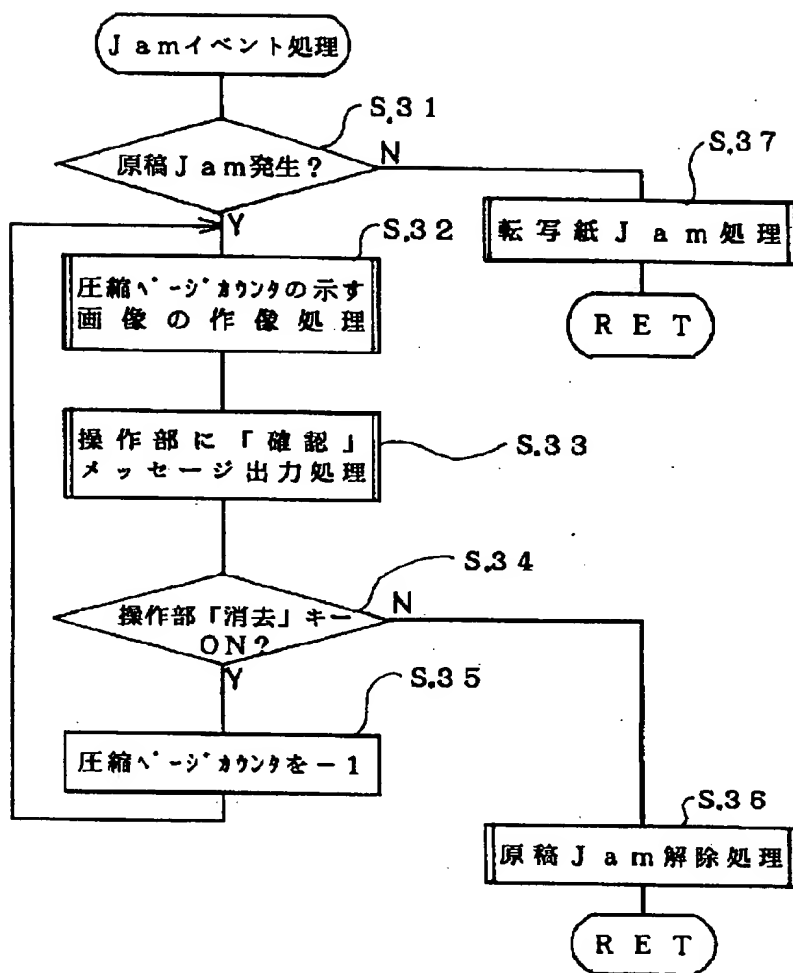 Jamイベント処理
S.31
原稿Jam発生?
N
S.37
Y
S.32
転写紙Jam処理
圧縮ページカウンタの示す
画像の作像処理
RET
操作部に「確認」
メッセージ出力処理
S.33
S.34
操作部「消去」キー
ON?
N
Y
S.35
圧縮ページカウンタを-1
S.36
原稿Jam解除処理
RET